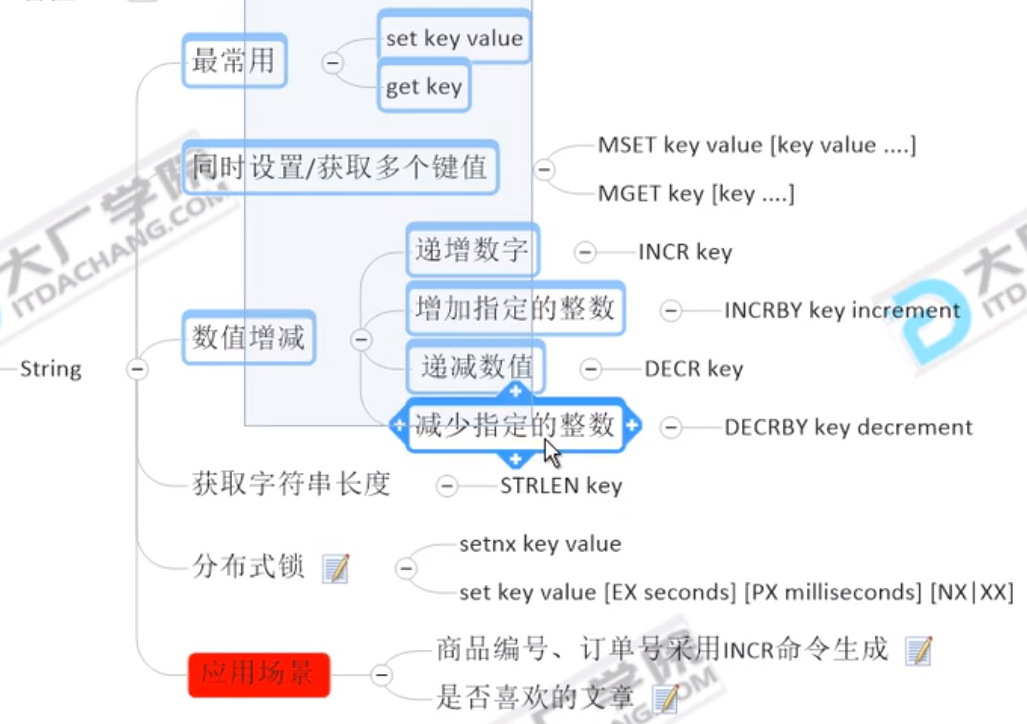 String
最常用
set key value
get key
同时设置/获取多个键值
MSET key value [key value ....]
MGET key [key ....]
数值增减
递增数字
INCR key
增加指定的整数
INCRBY key increment
递减数值
DECR key
减少指定的整数
DECRBY key decrement
获取字符串长度
STRLEN key
分布式锁
setnx key value
set key value [EX seconds] [PX milliseconds] [NX|XX]
应用场景
商品编号、订单号采用INCR命令生成
是否喜欢的文章
大厂学院
ITDACHANG.COM